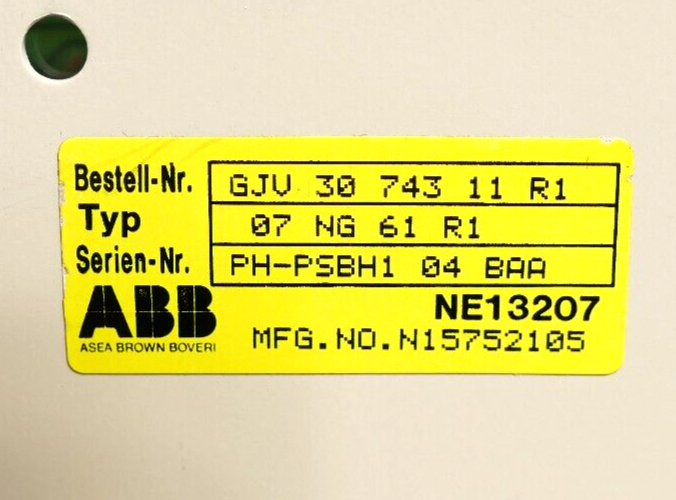 Bestell-Nr. GJV 30 743 11 R1
Typ 07 NG 61 R1
Serien-Nr. PH-PSBH1 04 BAA
ABB NE13207
ASEA BROWN BOVERI MFG.NO.N15752105